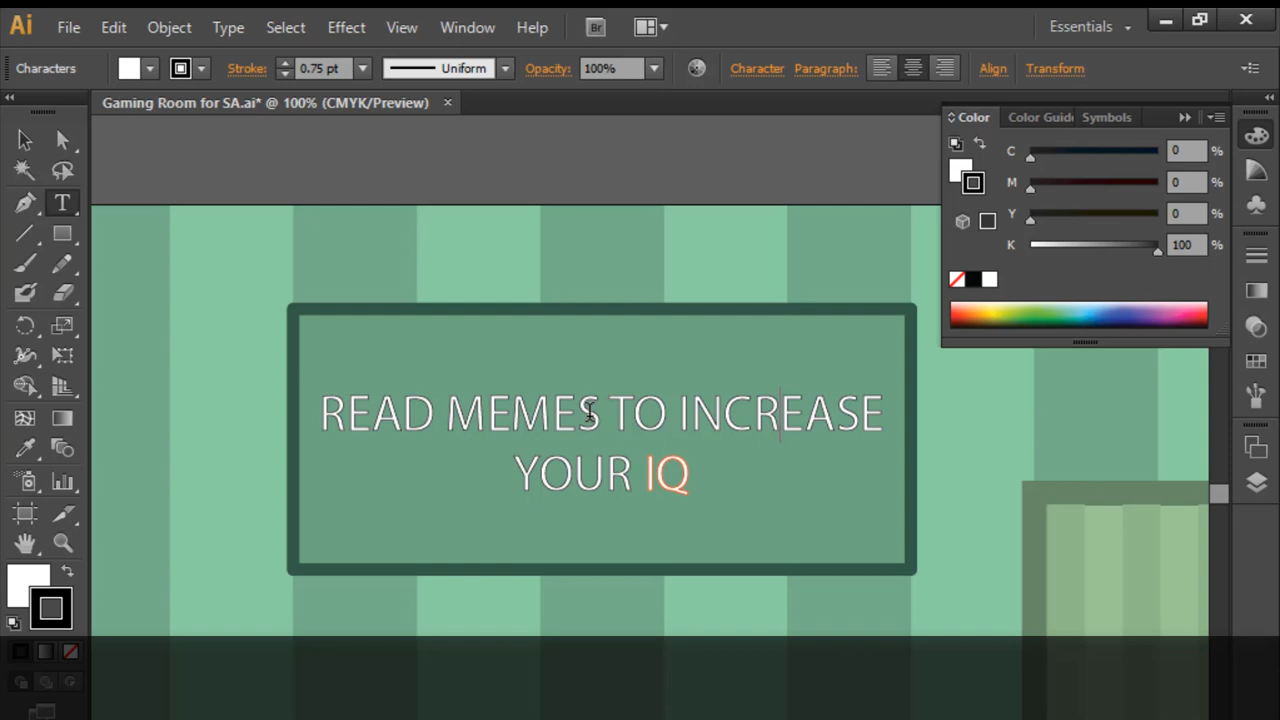 Ai File Edit Object Type Select Effect View Window Help Br Essentials
Characters Stroke: 0.75 pt Uniform Opacity: 100% Character Paragraph: Align Transform
Gaming Room for SA.ai* @ 100% (CMYK/Preview)
Color Color Guide Symbols
C 0 %
M 0 %
Y 0 %
K 100 %
T
READ MEMES TO INCREASE
YOUR IQ